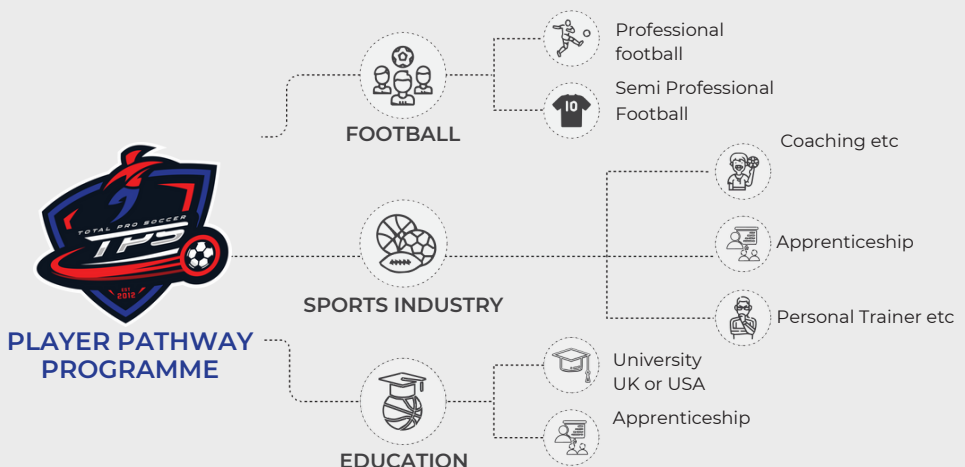 Professional
football
Semi Professional
Football
10
FOOTBALL
Coaching etc
TOTAL PRO SOCCER
TPS
EST
2012
Apprenticeship
SPORTS INDUSTRY
Personal Trainer etc
PLAYER PATHWAY
PROGRAMME
University
UK or USA
Apprenticeship
EDUCATION